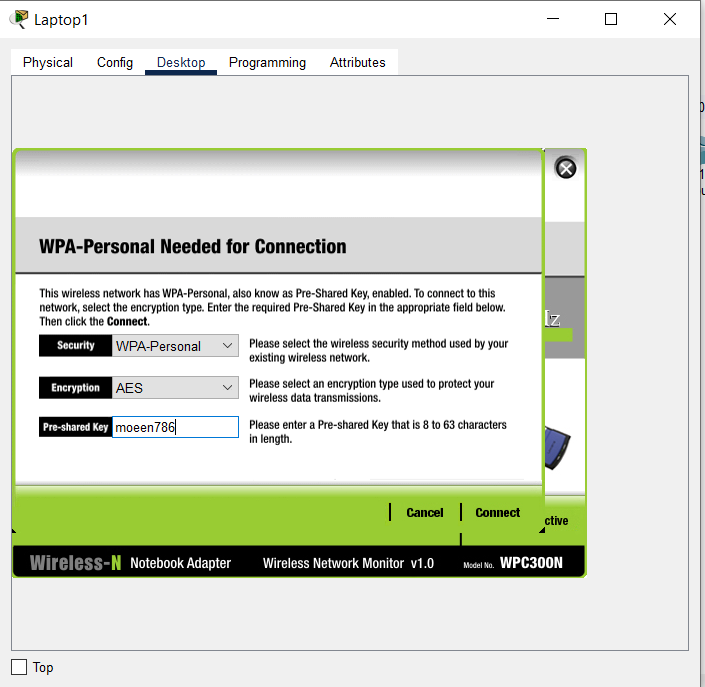 Laptop1
Physical Config Desktop Programming Attributes
WPA-Personal Needed for Connection
This wireless network has WPA-Personal, also know as Pre-Shared Key, enabled. To connect to this
network, select the encryption type. Enter the required Pre-Shared Key in the appropriate field below.
Then click the Connect.
Security WPA-Personal Please select the wireless security method used by your
existing wireless network.
Encryption AES Please select an encryption type used to protect your
wireless data transmissions.
Pre-shared Key moeen786 Please enter a Pre-shared Key that is 8 to 63 characters
in length.
Cancel Connect
ctive
Wireless-N Notebook Adapter Wireless Network Monitor v1.0 Model No. WPC300N
Top